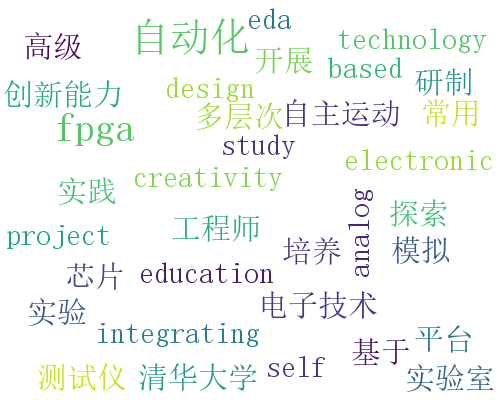 eda
高级
自动化
technology
开展
based
研制
创新能力
design
多层次
自主运动
常用
fpga
study
electronic
creativity
实践
analog
探索
project
工程师
培养
模拟
芯片
education
实验
电子技术
integrating
基于
平台
测试仪
清华大学
self
实验室